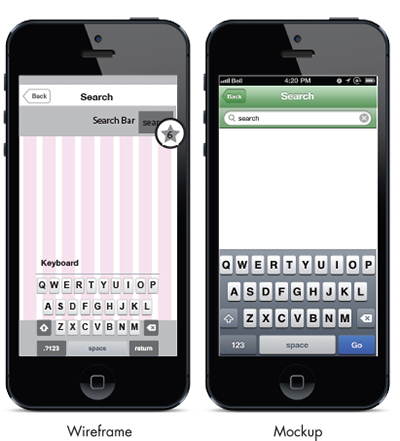 Back Search
Search Bar sear
6
Keyboard
Q W E R T Y U I O P
A S D F G H J K L
Z X C V B N M
.?123 space return
Wireframe
Bell 4:20 PM
Back Search
search
Q W E R T Y U I O P
A S D F G H J K L
Z X C V B N M
123 space Go
Mockup